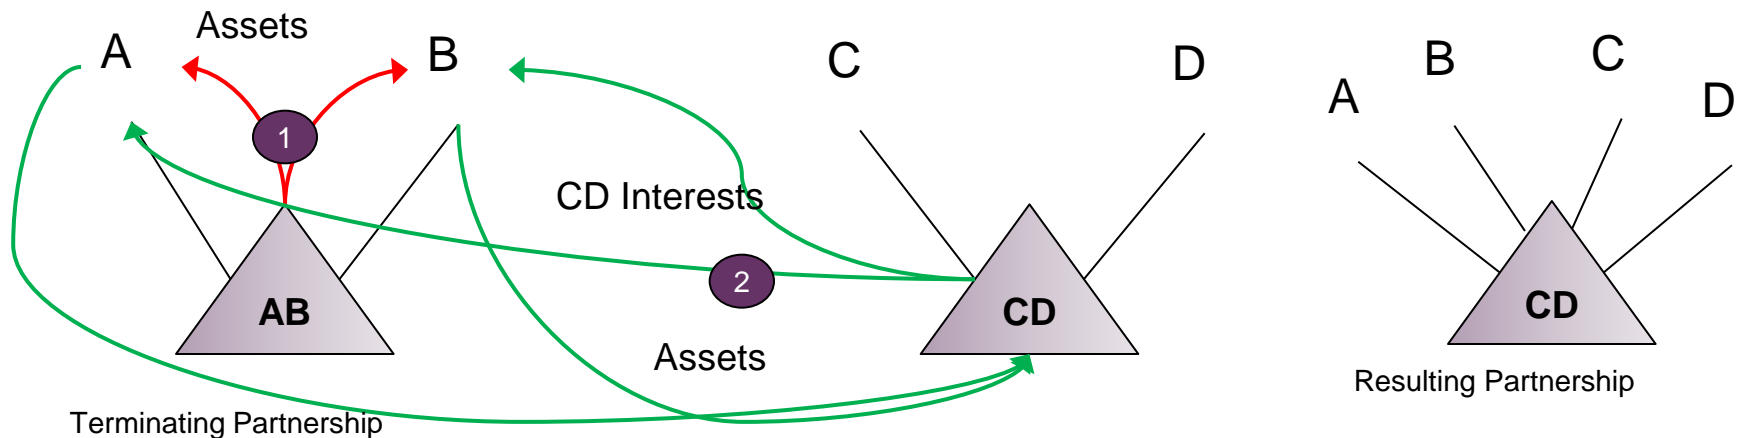 Assets
A
B
C
D
B
C
A
D
1
CD Interests
2
AB
CD
CD
Assets
Resulting Partnership
Terminating Partnership